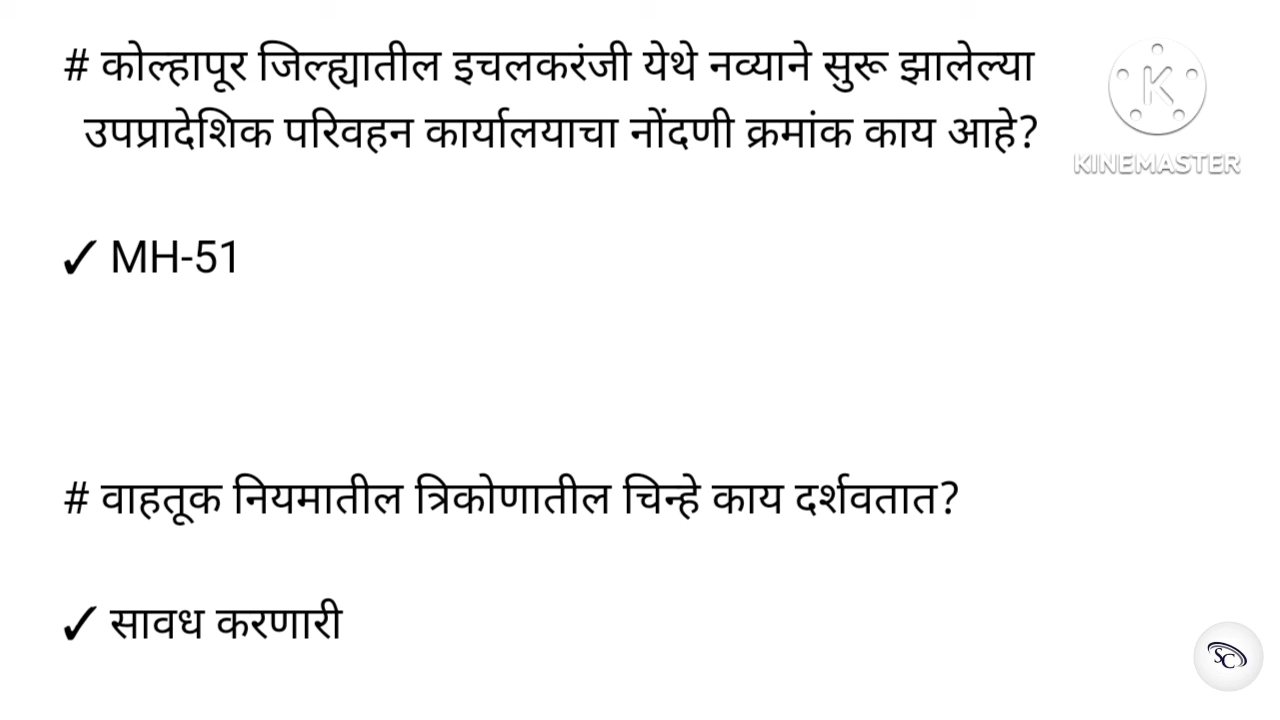 # कोल्हापूर जिल्ह्यातील इचलकरंजी येथे नव्याने सुरू झालेल्या
उपप्रादेशिक परिवहन कार्यालयाचा नोंदणी क्रमांक काय आहे?
K
KINEMASTER
✓ MH-51
# वाहतूक नियमातील त्रिकोणातील चिन्हे काय दर्शवतात?
✓ सावध करणारी
SC